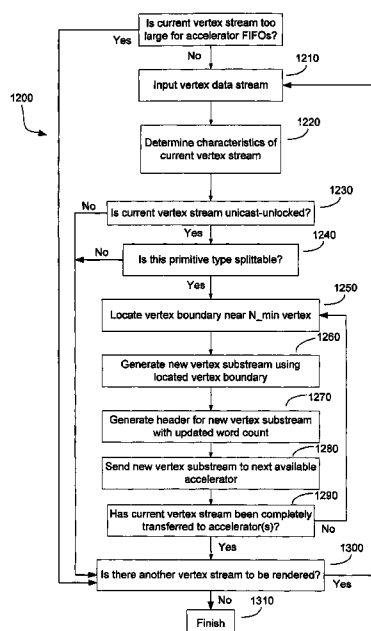 Is current vertex stream too
large for accelerator FIFOs?
Yes
No
1210
1200
Input vertex data stream
1220
Determine characteristics of
current vertex stream
1230
No
Is current vertex stream unicast-unlocked?
Yes
1240
No
Is this primitive type splittable?
Yes
1250
Locate vertex boundary near N_min vertex
1260
Generate new vertex substream using
located vertex boundary
1270
Generate header for new vertex substream
with updated word count
1280
Send new vertex substream to next available
accelerator
1290
Has current vertex stream been completely
transferred to accelerator(s)?
No
Yes
1300
Is there another vertex stream to be rendered?
Yes
No
1310
Finish